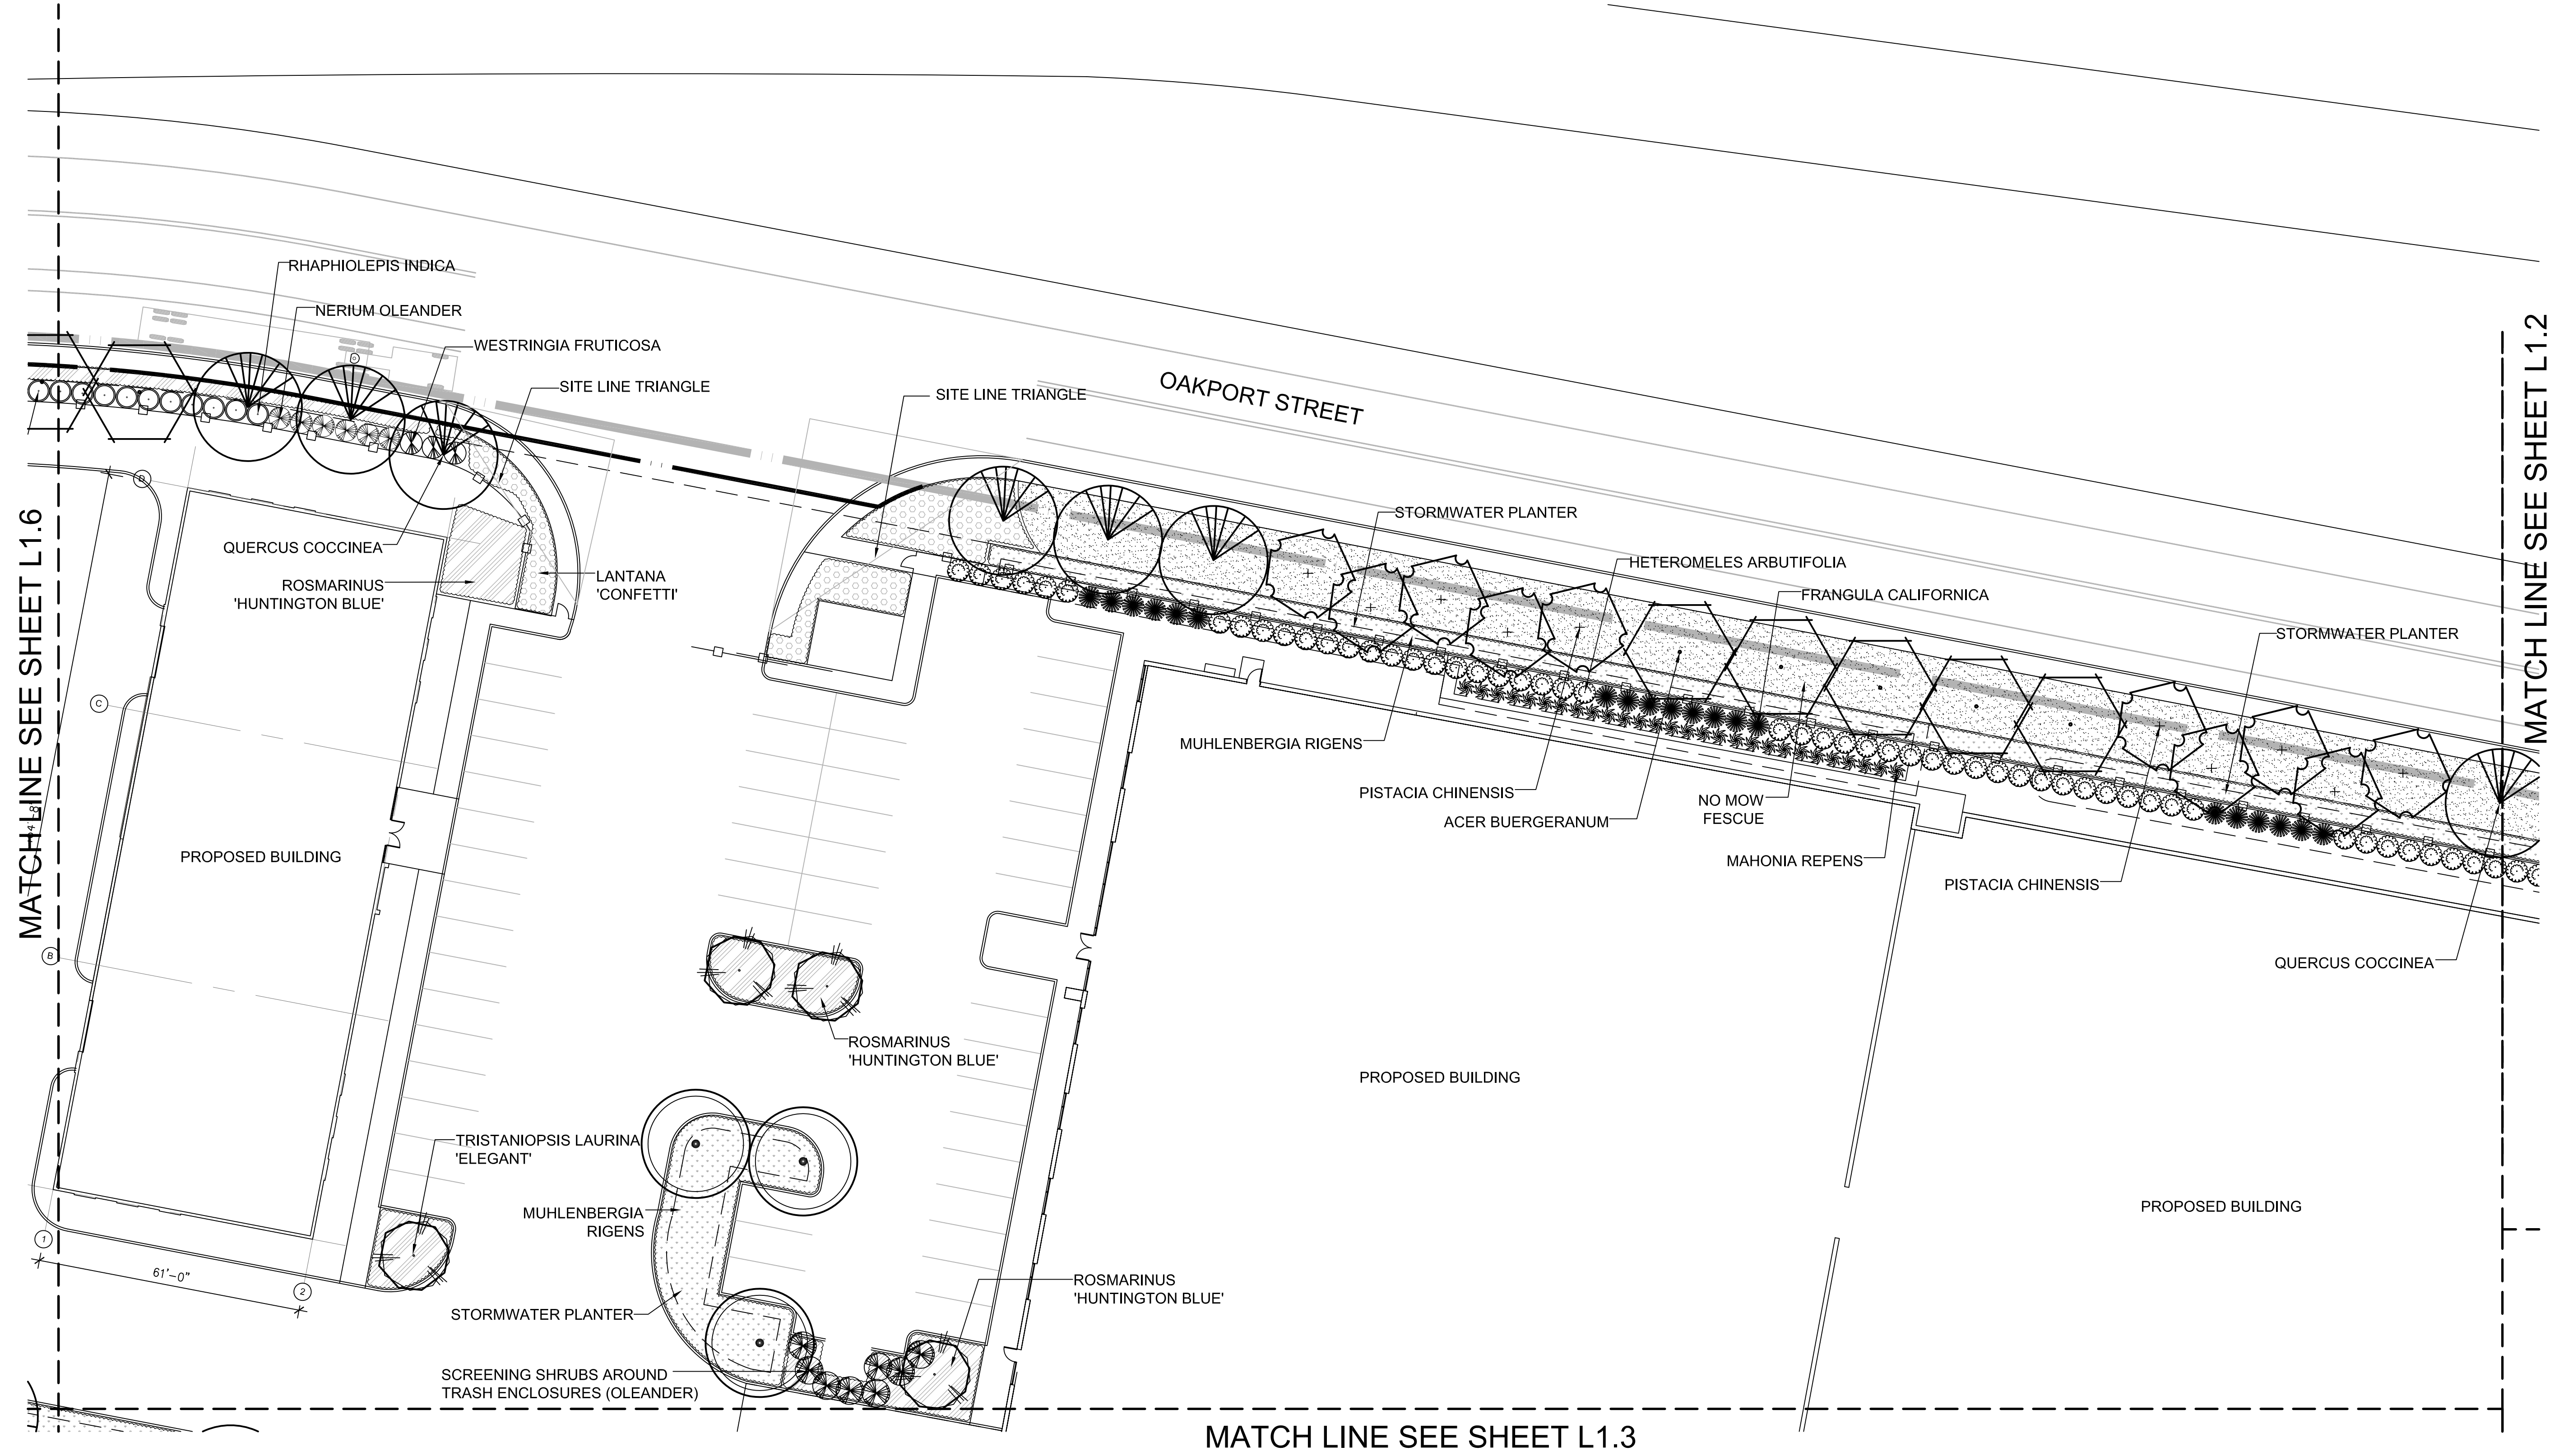 RHAPHIOLEPIS INDICA
NERIUM OLEANDER
WESTRINGIA FRUTICOSA
SITE LINE TRIANGLE
SITE LINE TRIANGLE
OAKPORT STREET
MATCH LINE SEE SHEET L1.2
MATCH LINE SEE SHEET L1.6
QUERCUS COCCINEA
ROSMARINUS
'HUNTINGTON BLUE'
LANTANA
'CONFETTI'
STORMWATER PLANTER
HETEROMELES ARBUTIFOLIA
FRANGULA CALIFORNICA
STORMWATER PLANTER
MUHLENBERGIA RIGENS
PISTACIA CHINENSIS
ACER BUERGERANUM
NO MOW
FESCUE
MAHONIA REPENS
PISTACIA CHINENSIS
QUERCUS COCCINEA
D
C
B
1
2
61'-0"
PROPOSED BUILDING
ROSMARINUS
'HUNTINGTON BLUE'
PROPOSED BUILDING
TRISTANIOPSIS LAURINA
'ELEGANT'
MUHLENBERGIA
RIGENS
PROPOSED BUILDING
STORMWATER PLANTER
ROSMARINUS
'HUNTINGTON BLUE'
SCREENING SHRUBS AROUND
TRASH ENCLOSURES (OLEANDER)
MATCH LINE SEE SHEET L1.3